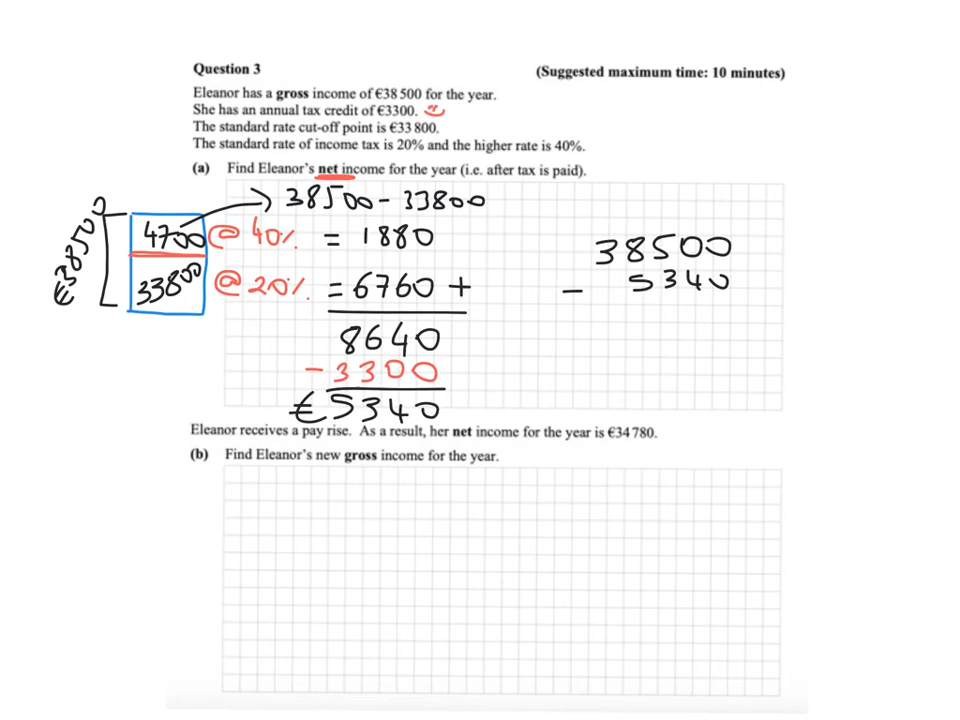 Question 3 (Suggested maximum time: 10 minutes)
Eleanor has a gross income of €38 500 for the year.
She has an annual tax credit of €3300.
The standard rate cut-off point is €33 800.
The standard rate of income tax is 20% and the higher rate is 40%.
(a) Find Eleanor's net income for the year (i.e. after tax is paid).
38500 - 33800
€38500
4700 @ 40% = 1880
33800 @ 20% = 6760 +
8640
- 3300
€5340
38500
- 5340
Eleanor receives a pay rise. As a result, her net income for the year is €34 780.
(b) Find Eleanor's new gross income for the year.